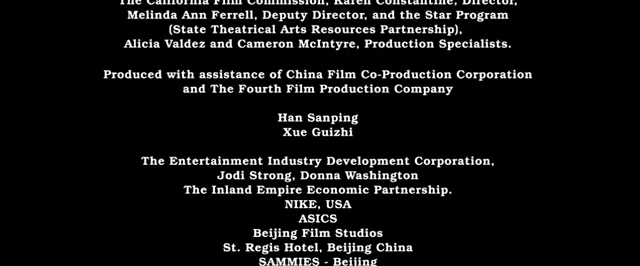 The California Film Commission, Karen Constantine, Director,
Melinda Ann Ferrell, Deputy Director, and the Star Program
(State Theatrical Arts Resources Partnership),
Alicia Valdez and Cameron McIntyre, Production Specialists.
Produced with assistance of China Film Co-Production Corporation
and The Fourth Film Production Company
Han Sanping
Xue Guizhi
The Entertainment Industry Development Corporation,
Jodi Strong, Donna Washington
The Inland Empire Economic Partnership.
NIKE, USA
ASICS
Beijing Film Studios
St. Regis Hotel, Beijing China
SAMMIES - Beijing